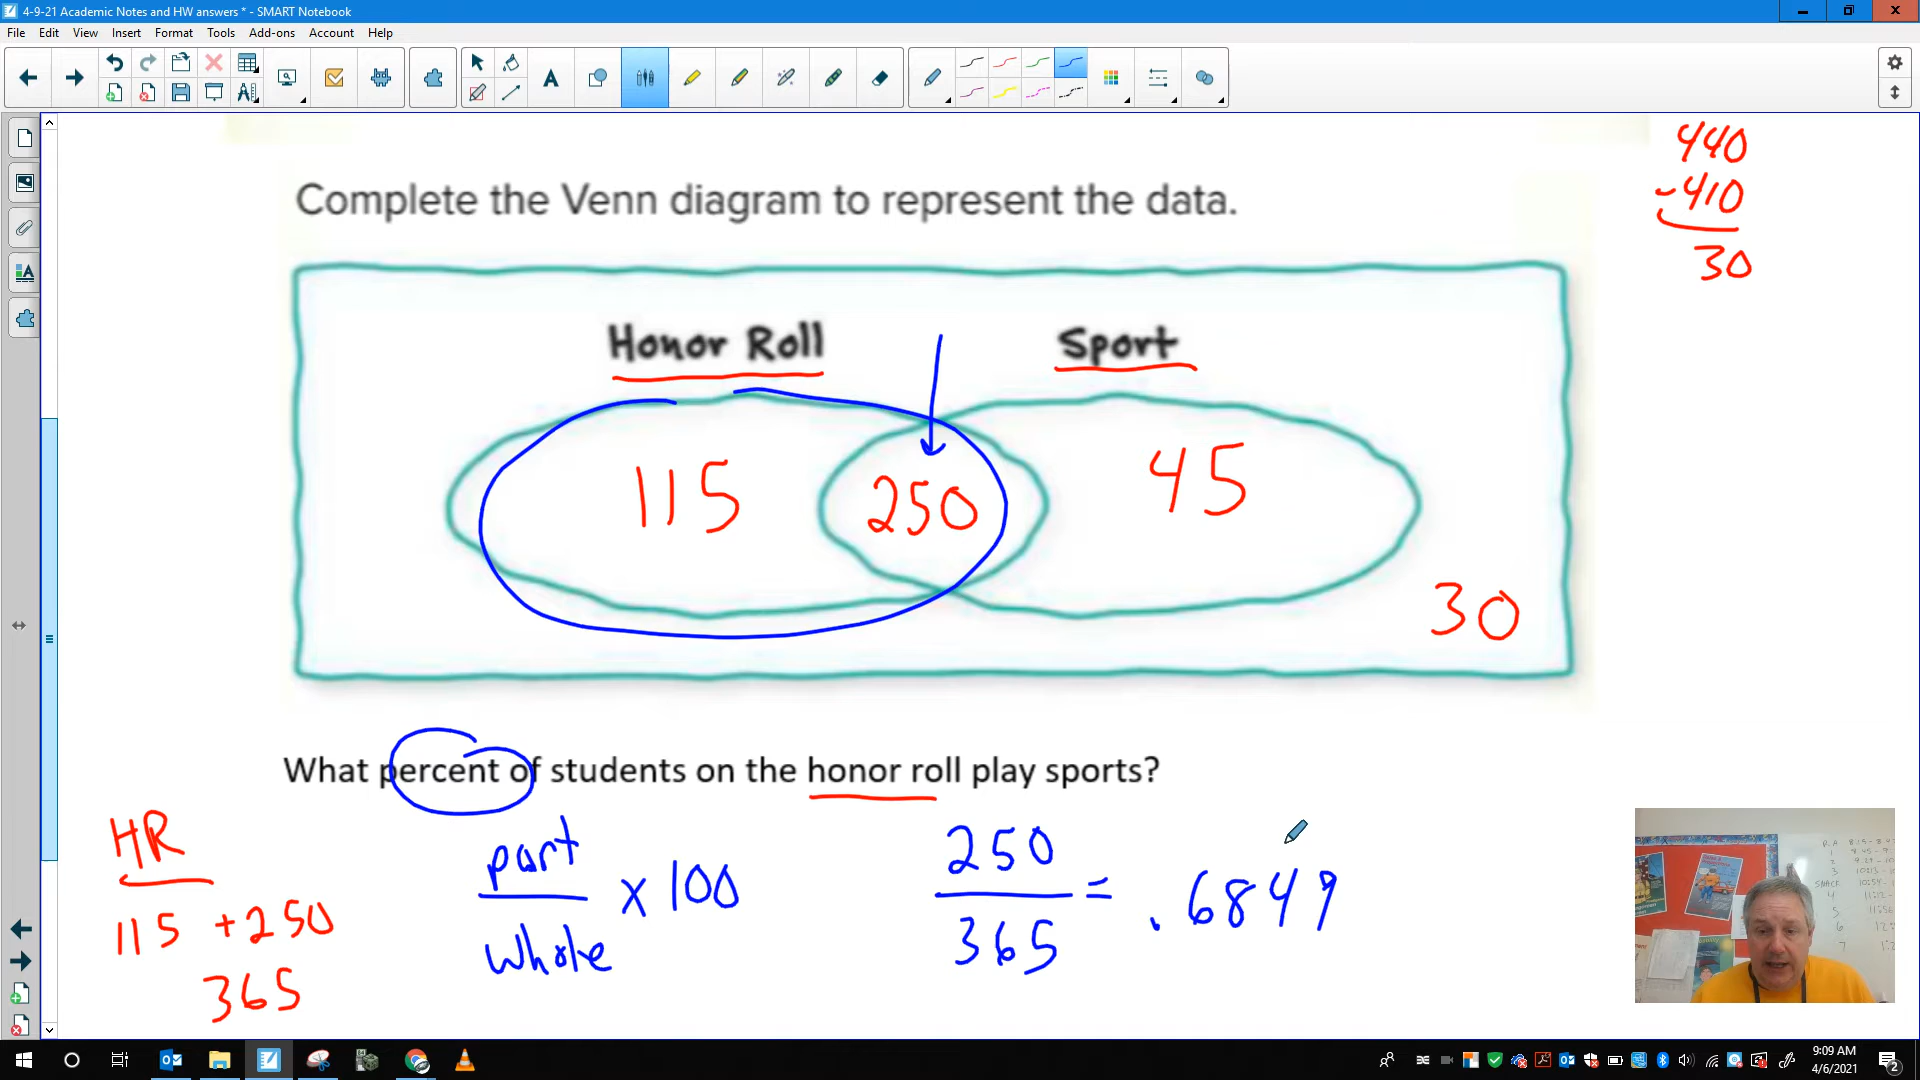 4-9-21 Academic Notes and HW answers * - SMART Notebook
File Edit View Insert Format Tools Add-ons Account Help
440
-410
30
Complete the Venn diagram to represent the data.
Honor Roll Sport
115 250 45
30
What percent of students on the honor roll play sports?
HR
115 +250
365
part
whole
x 100
250
365
= .6849
9:09 AM
4/6/2021
2